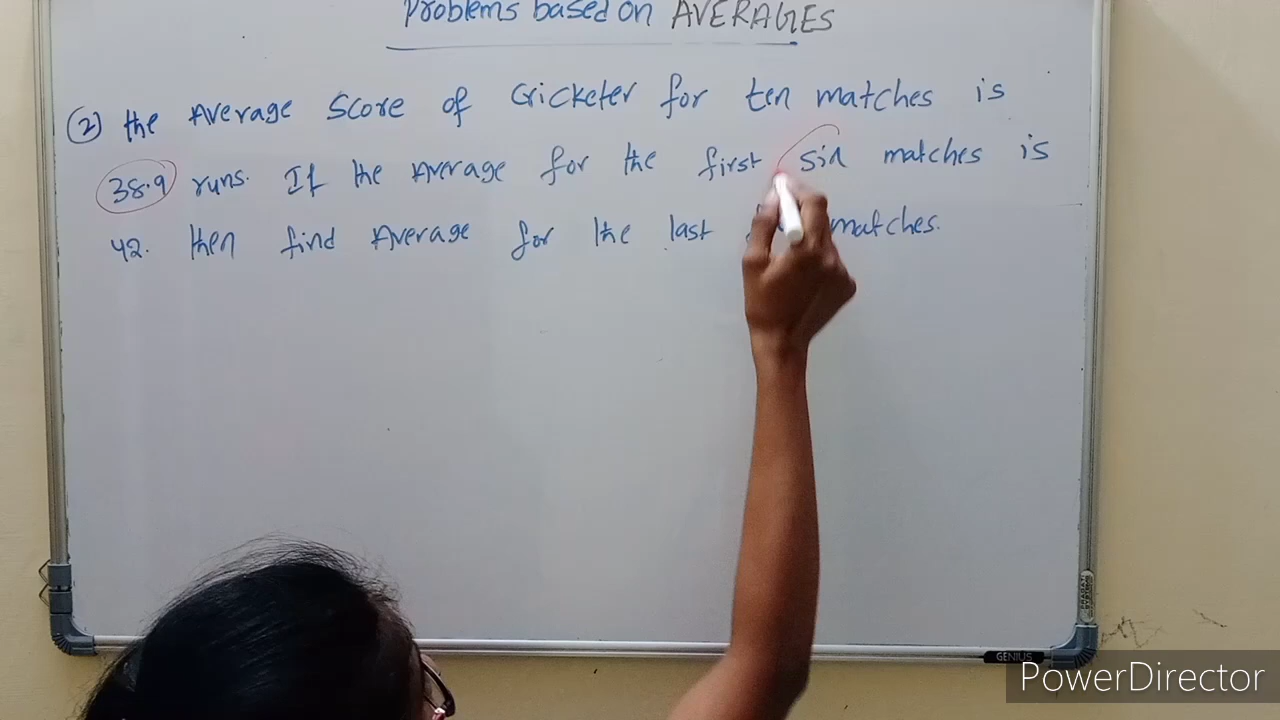 Problems based on AVERAGES
(2) the Average Score of Cricketer for ten matches is
38.9 runs. If the Average for the first six matches is
42. then find Average for the last matches.
GENIUS
PowerDirector